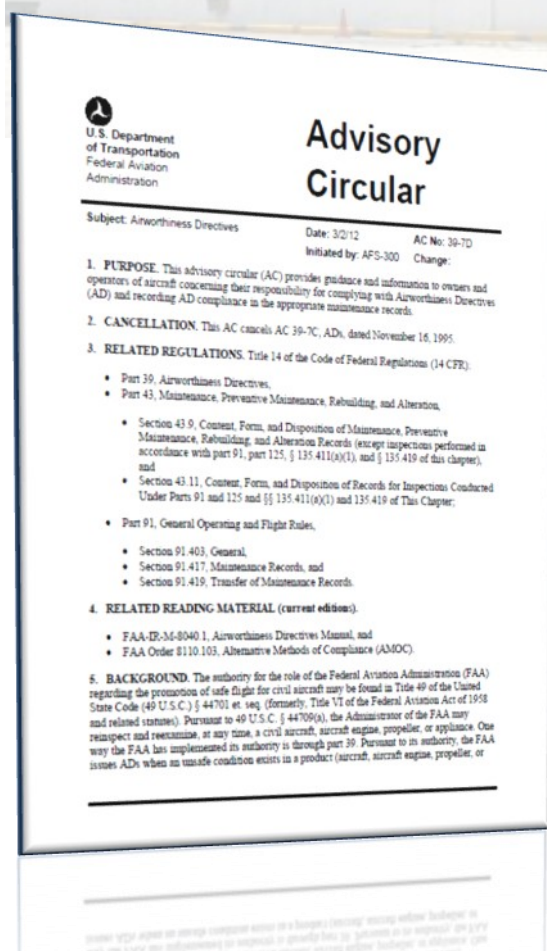 U.S. Department
of Transportation
Federal Aviation
Administration
Advisory
Circular
Subject: Airworthiness Directives
Date: 3/2/12
AC No: 39-7D
Initiated by: AFS-300
Change:
1. PURPOSE. This advisory circular (AC) provides guidance and information to owners and
operators of aircraft concerning their responsibility for complying with Airworthiness Directives
(AD) and recording AD compliance in the appropriate maintenance records.
2. CANCELLATION. This AC cancels AC 39-7C, ADs, dated November 16, 1995.
3. RELATED REGULATIONS. Title 14 of the Code of Federal Regulations (14 CFR):
• Part 39, Airworthiness Directives,
• Part 43, Maintenance, Preventive Maintenance, Rebuilding, and Alteration,
• Section 43.9, Content, Form, and Disposition of Maintenance, Preventive
Maintenance, Rebuilding, and Alteration Records (except inspections performed in
accordance with part 91, part 125, § 135.411(a)(1), and § 135.419 of this chapter),
and
• Section 43.11, Content, Form, and Disposition of Records for Inspections Conducted
Under Parts 91 and 125 and §§ 135.411(a)(1) and 135.419 of This Chapter;
• Part 91, General Operating and Flight Rules,
• Section 91.403, General,
• Section 91.417, Maintenance Records, and
• Section 91.419, Transfer of Maintenance Records.
4. RELATED READING MATERIAL (current editions).
• FAA-IR-M-8040.1, Airworthiness Directives Manual, and
• FAA Order 8110.103, Alternative Methods of Compliance (AMOC).
5. BACKGROUND. The authority for the role of the Federal Aviation Administration (FAA)
regarding the promotion of safe flight for civil aircraft may be found in Title 49 of the United
State Code (49 U.S.C.) § 44701 et. seq. (formerly, Title VI of the Federal Aviation Act of 1958
and related statutes). Pursuant to 49 U.S.C. § 44709(a), the Administrator of the FAA may
reinspect and reexamine, at any time, a civil aircraft, aircraft engine, propeller, or appliance. One
way the FAA has implemented its authority is through part 39. Pursuant to its authority, the FAA
issues ADs when an unsafe condition exists in a product (aircraft, aircraft engine, propeller, or